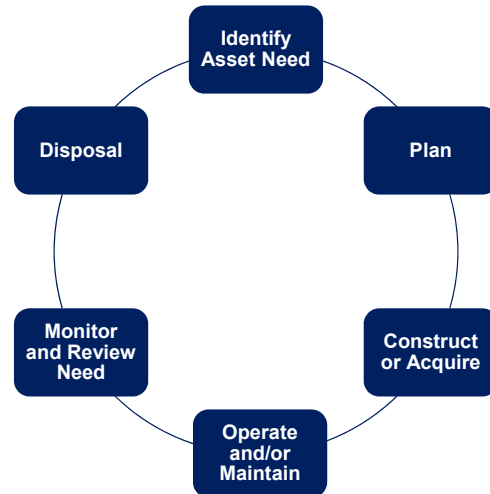 Identify
Asset Need
Plan
Construct
or Acquire
Operate
and/or
Maintain
Monitor
and Review
Need
Disposal